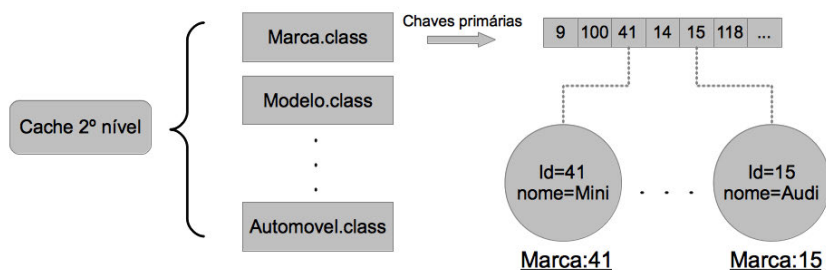 Cache 2º nível
Marca.class
Modelo.class
Automovel.class
Chaves primárias
9 100 41 14 15 118 ...
Id=41
nome=Mini
Marca:41
Id=15
nome=Audi
Marca:15